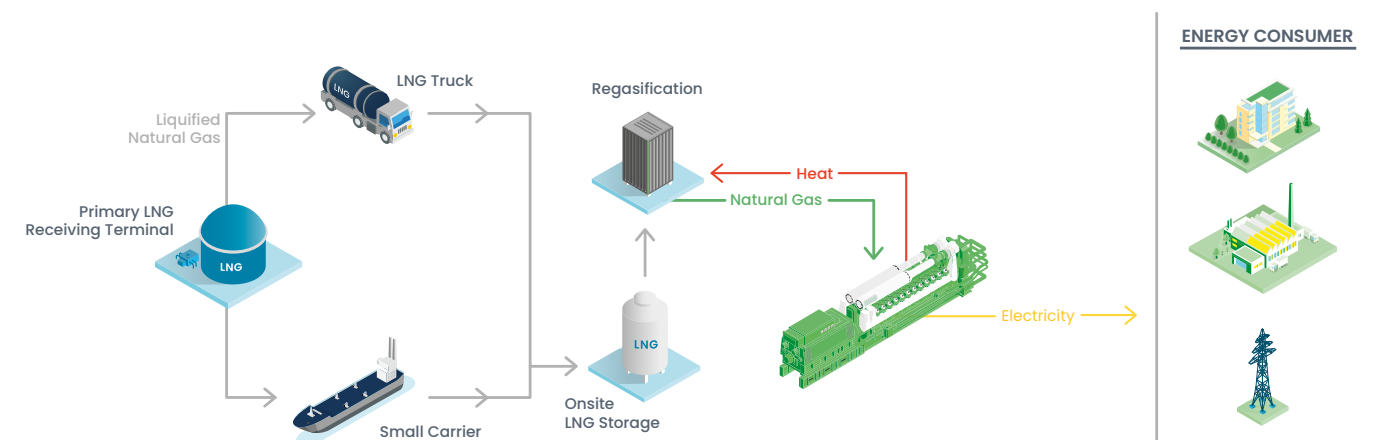 ENERGY CONSUMER
LNG Truck
LNG
Regasification
Liquified
Natural Gas
Heat
Natural Gas
Primary LNG
Receiving Terminal
LNG
Electricity
LNG
Onsite
LNG Storage
Small Carrier